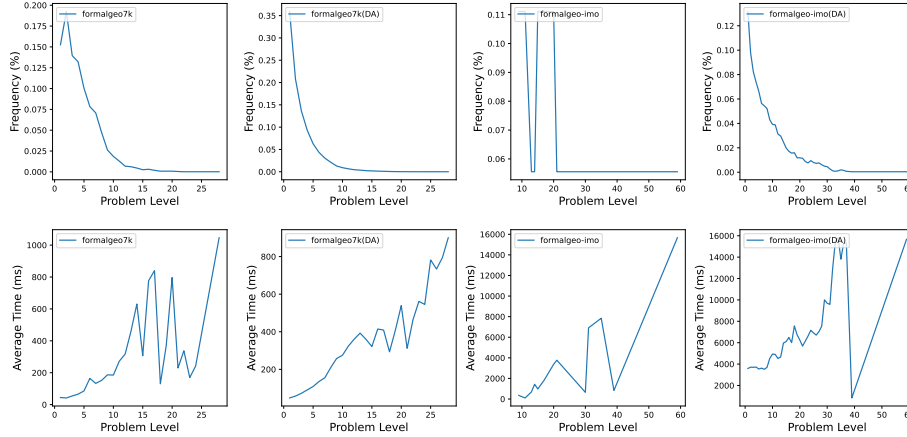 formalgeo7k
Frequency (%)
0.200
0.175
0.150
0.125
0.100
0.075
0.050
0.025
0.000
0 5 10 15 20 25
Problem Level
formalgeo7k(DA)
Frequency (%)
0.35
0.30
0.25
0.20
0.15
0.10
0.05
0.00
0 5 10 15 20 25
Problem Level
formalgeo-imo
Frequency (%)
0.11
0.10
0.09
0.08
0.07
0.06
10 20 30 40 50 60
Problem Level
formalgeo-imo(DA)
Frequency (%)
0.12
0.10
0.08
0.06
0.04
0.02
0.00
0 10 20 30 40 50 60
Problem Level
formalgeo7k
Average Time (ms)
1000
800
600
400
200
0
0 5 10 15 20 25
Problem Level
formalgeo7k(DA)
Average Time (ms)
800
600
400
200
0 5 10 15 20 25
Problem Level
formalgeo-imo
Average Time (ms)
16000
14000
12000
10000
8000
6000
4000
2000
0
10 20 30 40 50 60
Problem Level
formalgeo-imo(DA)
Average Time (ms)
16000
14000
12000
10000
8000
6000
4000
2000
0 10 20 30 40 50 60
Problem Level